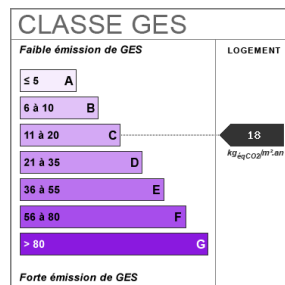 CLASSE GES
Faible émission de GES
LOGEMENT
≤ 5 A
6 à 10 B
11 à 20 C
18
kgéqCO2/m².an
21 à 35 D
36 à 55 E
56 à 80 F
> 80 G
Forte émission de GES